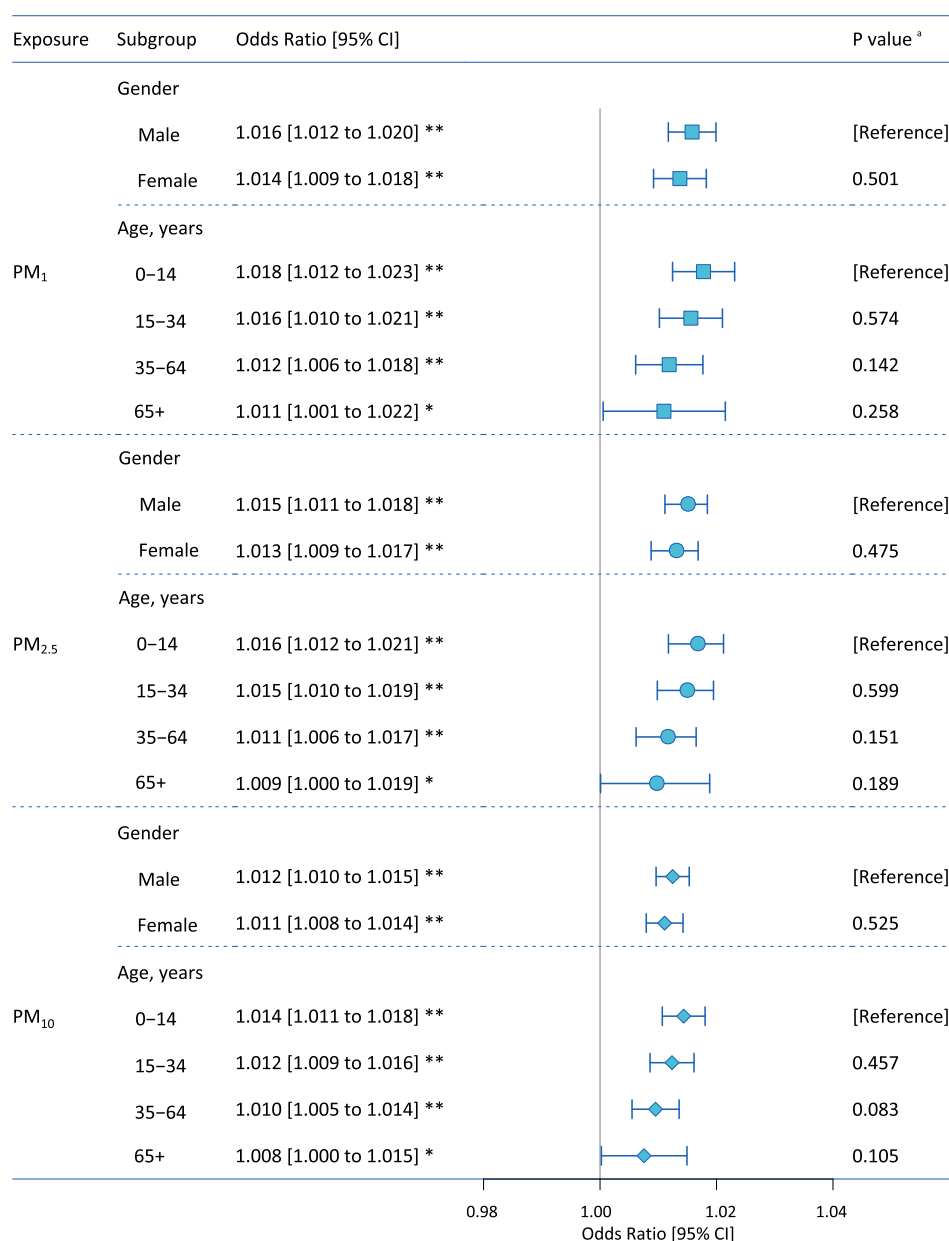 Exposure Subgroup Odds Ratio [95% CI] P value ᵃ
Gender
Male 1.016 [1.012 to 1.020] ** [Reference]
Female 1.014 [1.009 to 1.018] ** 0.501
Age, years
PM₁ 0−14 1.018 [1.012 to 1.023] ** [Reference]
15−34 1.016 [1.010 to 1.021] ** 0.574
35−64 1.012 [1.006 to 1.018] ** 0.142
65+ 1.011 [1.001 to 1.022] * 0.258
Gender
Male 1.015 [1.011 to 1.018] ** [Reference]
Female 1.013 [1.009 to 1.017] ** 0.475
Age, years
PM₂.₅ 0−14 1.016 [1.012 to 1.021] ** [Reference]
15−34 1.015 [1.010 to 1.019] ** 0.599
35−64 1.011 [1.006 to 1.017] ** 0.151
65+ 1.009 [1.000 to 1.019] * 0.189
Gender
Male 1.012 [1.010 to 1.015] ** [Reference]
Female 1.011 [1.008 to 1.014] ** 0.525
Age, years
PM₁₀ 0−14 1.014 [1.011 to 1.018] ** [Reference]
15−34 1.012 [1.009 to 1.016] ** 0.457
35−64 1.010 [1.005 to 1.014] ** 0.083
65+ 1.008 [1.000 to 1.015] * 0.105
0.98 1.00 1.02 1.04
Odds Ratio [95% CI]